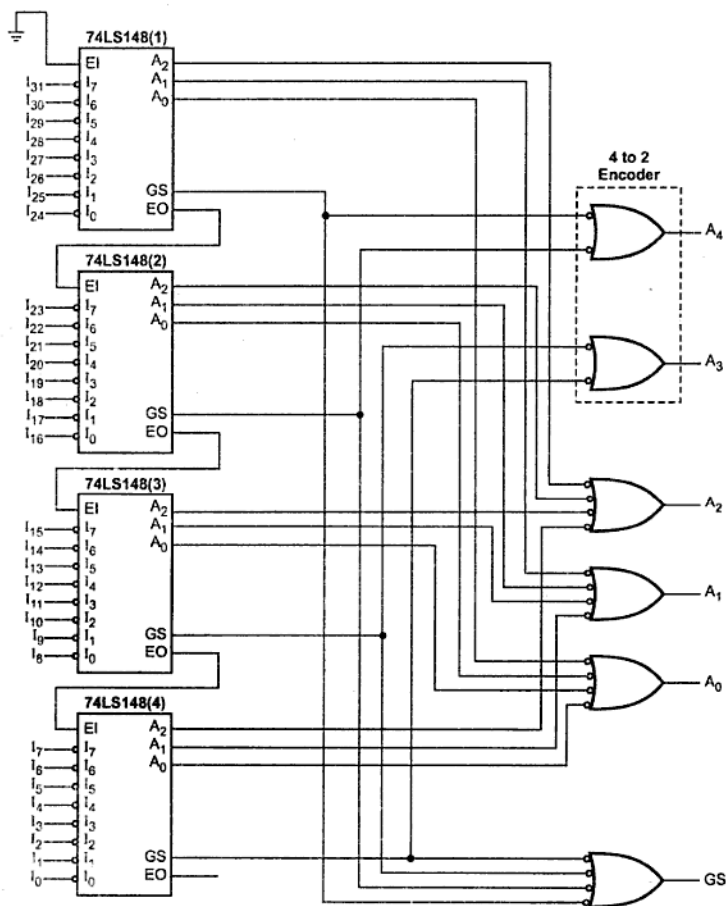 74LS148(1)
EI A2
I31 I7 A1
I30 I6 A0
I29 I5
I28 I4
I27 I3
I26 I2
I25 I1 GS
I24 I0 EO
74LS148(2)
EI A2
I23 I7 A1
I22 I6 A0
I21 I5
I20 I4
I19 I3
I18 I2
I17 I1 GS
I16 I0 EO
74LS148(3)
EI A2
I15 I7 A1
I14 I6 A0
I13 I5
I12 I4
I11 I3
I10 I2
I9 I1 GS
I8 I0 EO
74LS148(4)
EI A2
I7 I7 A1
I6 I6 A0
I5 I5
I4 I4
I3 I3
I2 I2
I1 I1 GS
I0 I0 EO
4 to 2
Encoder
A4
A3
A2
A1
A0
GS